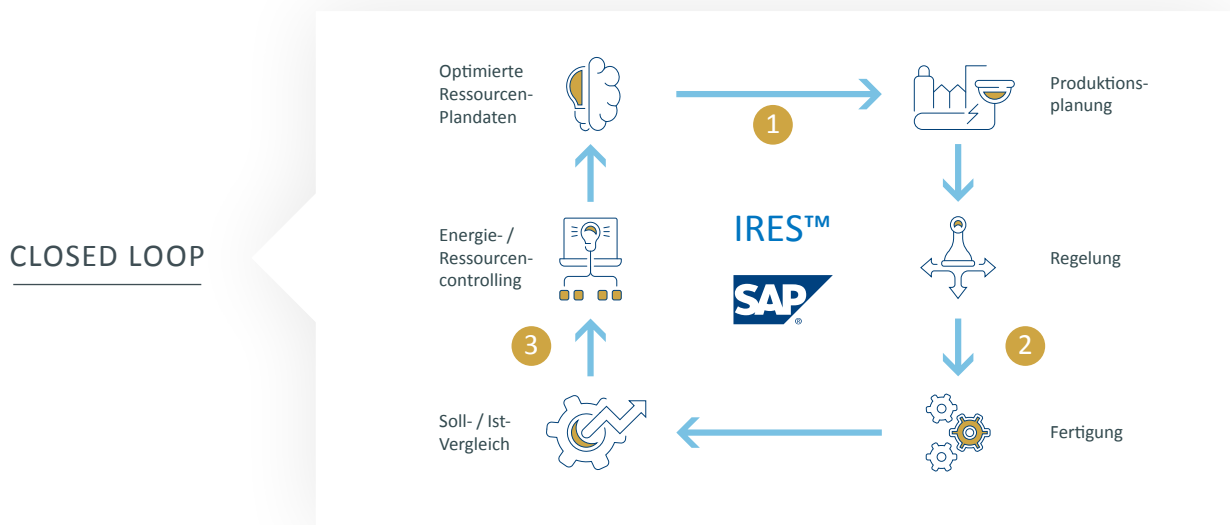 CLOSED LOOP
Optimierte
Ressourcen-
Plandaten
1
Produktions-
planung
Energie- /
Ressourcen-
controlling
IRES™
SAP®
Regelung
3
2
Soll- / Ist-
Vergleich
Fertigung